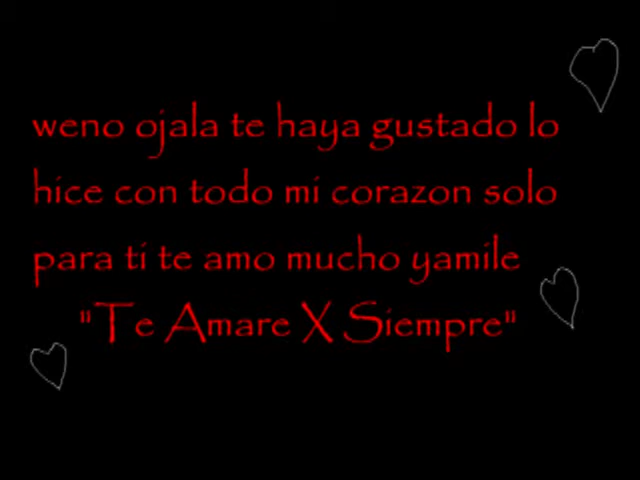 weno ojala te haya gustado lo
hice con todo mi corazon solo
para ti te amo mucho yamile
"Te Amare X Siempre"